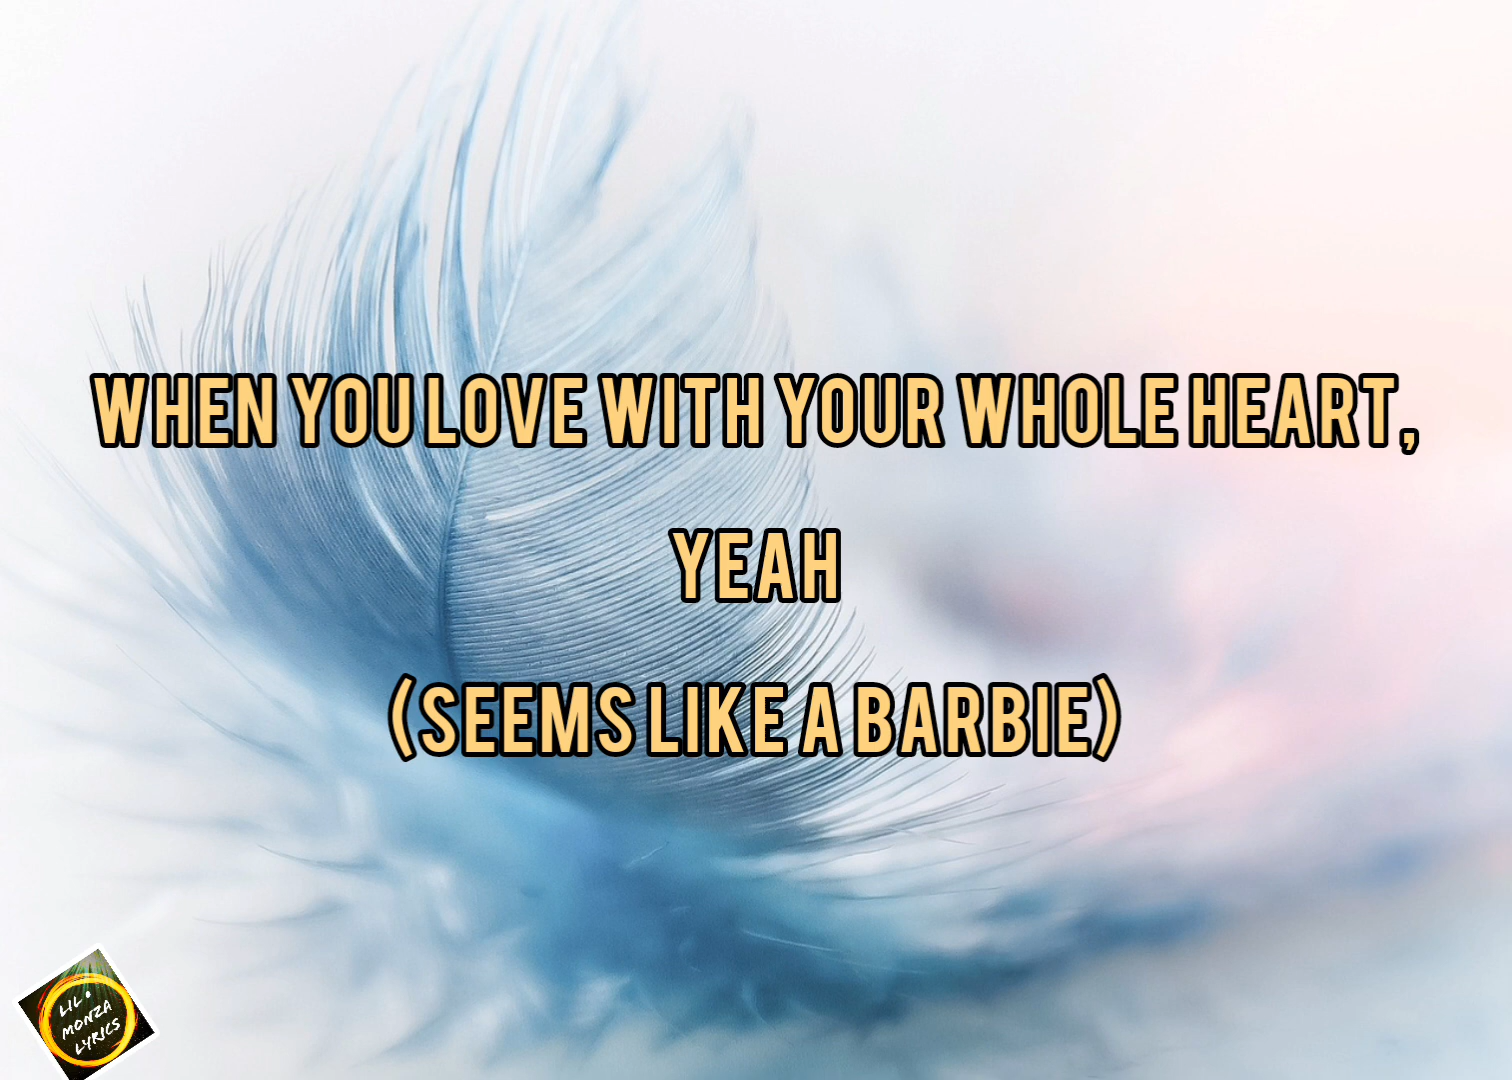 WHEN YOU LOVE WITH YOUR WHOLE HEART,
YEAH
(SEEMS LIKE A BARBIE)
LIL.
MONZA
LYRICS